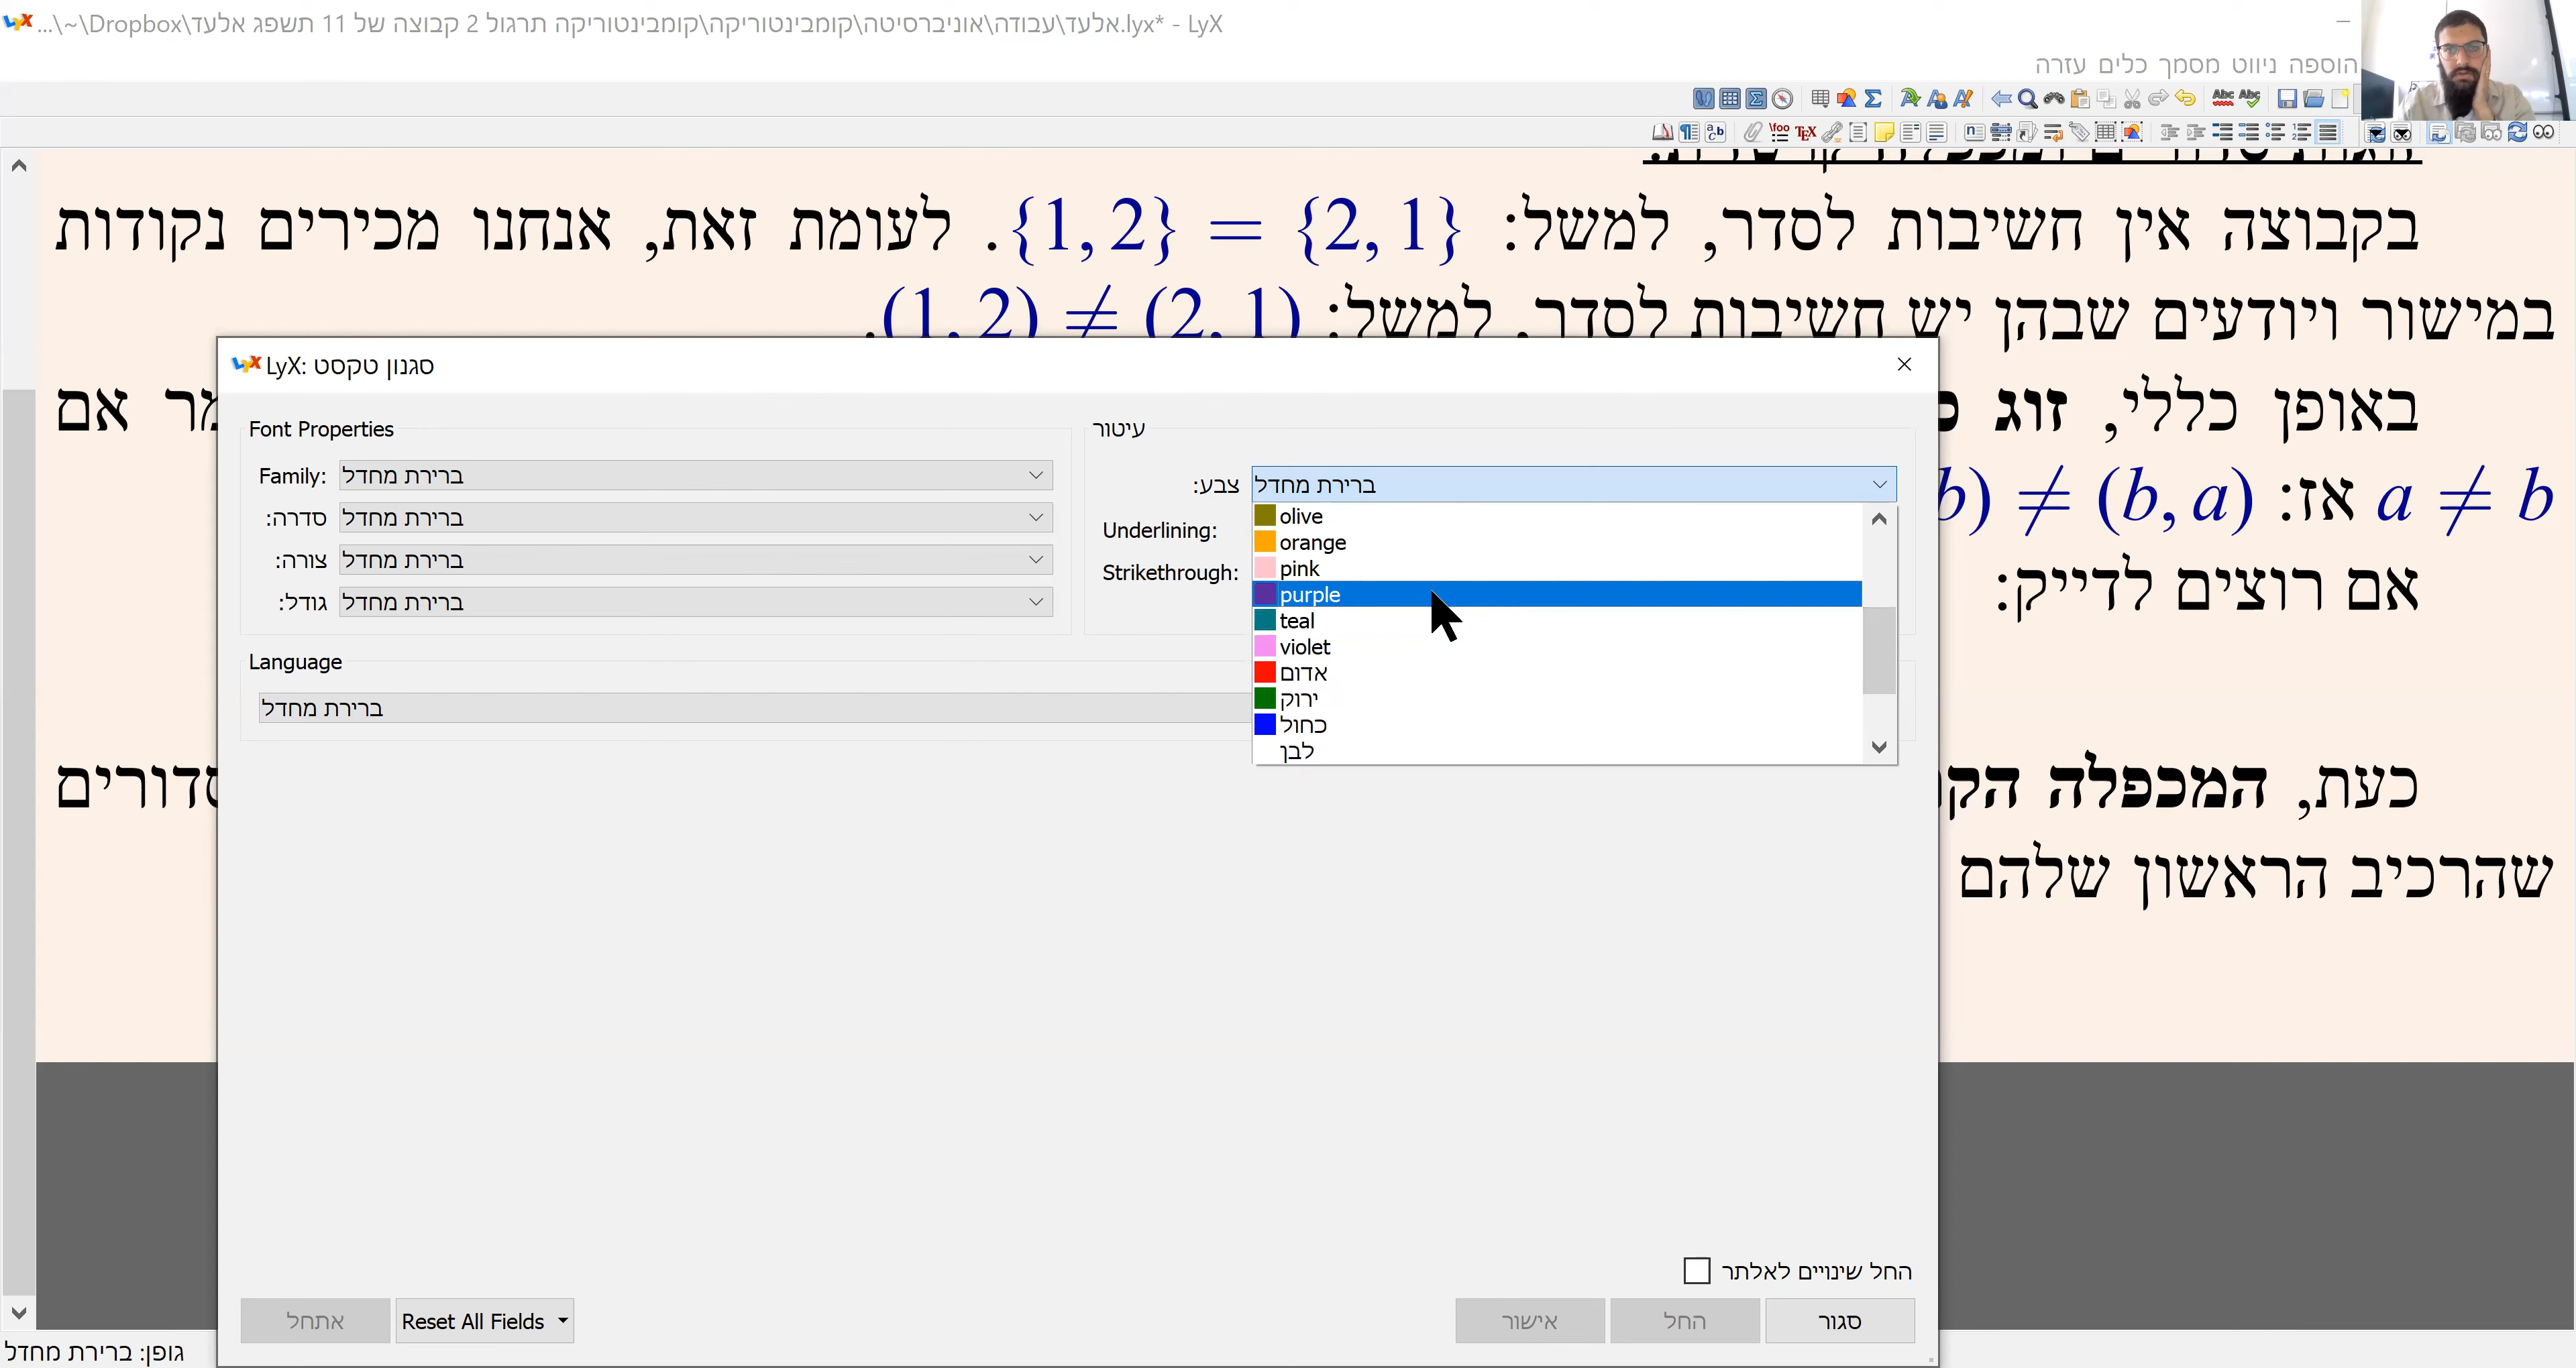 ...\~\Dropbox\אלעד\עבודה\אוניברסיטה\קומבינטוריקה\קומבינטוריקה תרגול 2 קבוצה של 11 תשפג אלעד.lyx* - LyX
הוספה ניווט מסמך כלים עזרה
בקבוצה אין חשיבות לסדר, למשל: {1, 2} = {2, 1}. לעומת זאת, אנחנו מכירים נקודות
במישור ויודעים שבהן יש חשיבות לסדר. למשל: (1, 2) ≠ (2, 1).
באופן כללי, זוג
מר אם
a ≠ b אז: b) ≠ (b, a)
אם רוצים לדייק:
כעת, המכפלה
סדורים
שהרכיב הראשון שלהם
LyX: סגנון טקסט
Font Properties
Family: ברירת מחדל
סדרה: ברירת מחדל
צורה: ברירת מחדל
גודל: ברירת מחדל
עיטור
צבע: ברירת מחדל
Underlining:
Strikethrough:
olive
orange
pink
purple
teal
violet
אדום
ירוק
כחול
לבן
Language
ברירת מחדל
החל שינויים לאלתר
אתחל
Reset All Fields
אישור
החל
סגור
גופן: ברירת מחדל